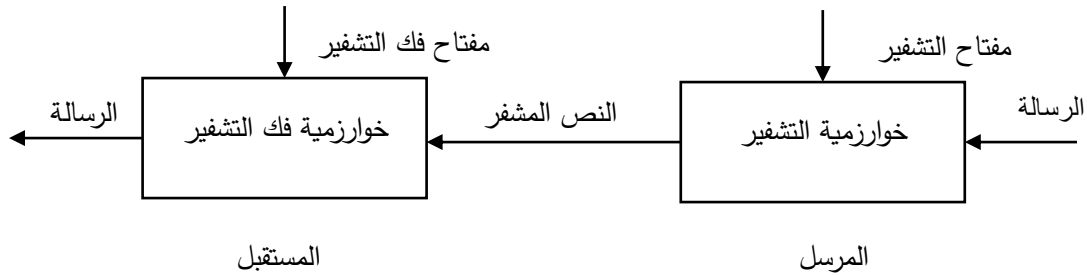 مفتاح التشفير
مفتاح فك التشفير
الرسالة
خوارزمية التشفير
النص المشفر
خوارزمية فك التشفير
الرسالة
المرسل
المستقبل